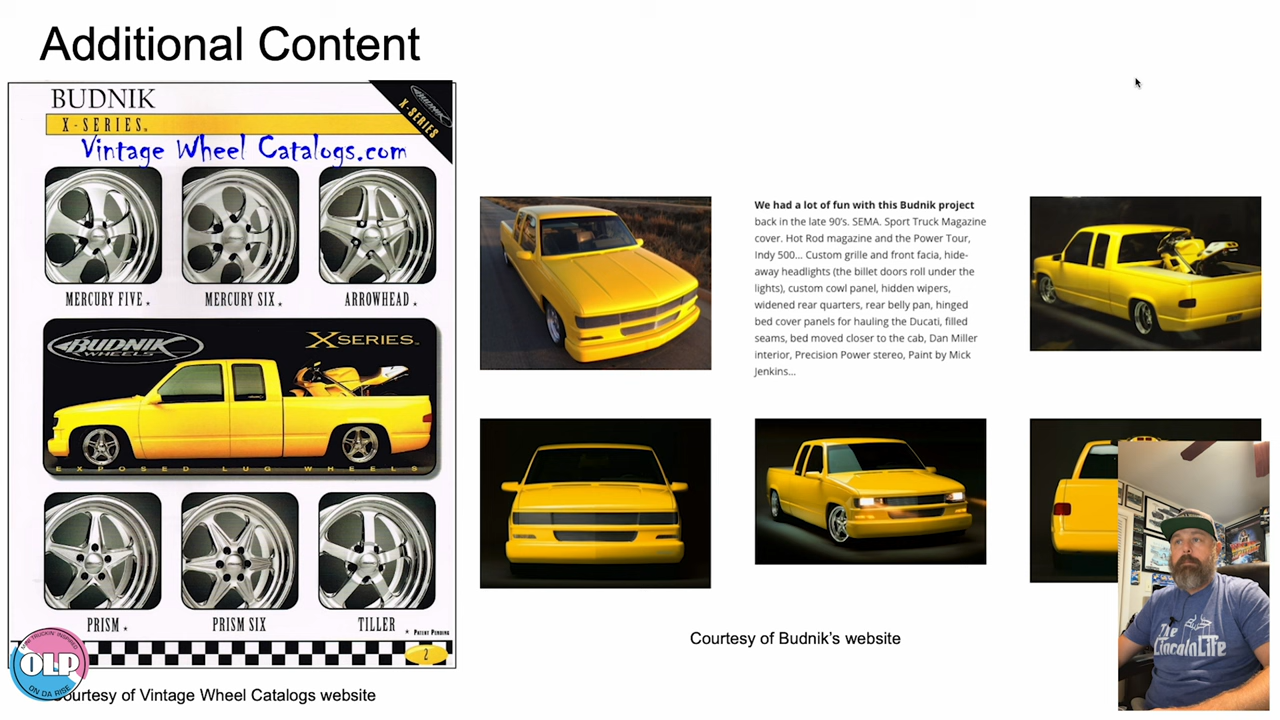 Additional Content
BUDNIK
X-SERIES™
X-SERIES
Vintage Wheel Catalogs.com
MERCURY FIVE *
MERCURY SIX *
ARROWHEAD *
BUDNIK
WHEELS
XSERIES™
EXPOSED LUG WHEELS
PRISM *
PRISM SIX
TILLER
* PATENT PENDING
2
OLP
ON DA RISE
ourtesy of Vintage Wheel Catalogs website
We had a lot of fun with this Budnik project
back in the late 90's. SEMA. Sport Truck Magazine
cover. Hot Rod magazine and the Power Tour,
Indy 500... Custom grille and front facia, hide-
away headlights (the billet doors roll under the
lights), custom cowl panel, hidden wipers,
widened rear quarters, rear belly pan, hinged
bed cover panels for hauling the Ducati, filled
seams, bed moved closer to the cab, Dan Miller
interior, Precision Power stereo, Paint by Mick
Jenkins...
Courtesy of Budnik's website
The
LincolnLife